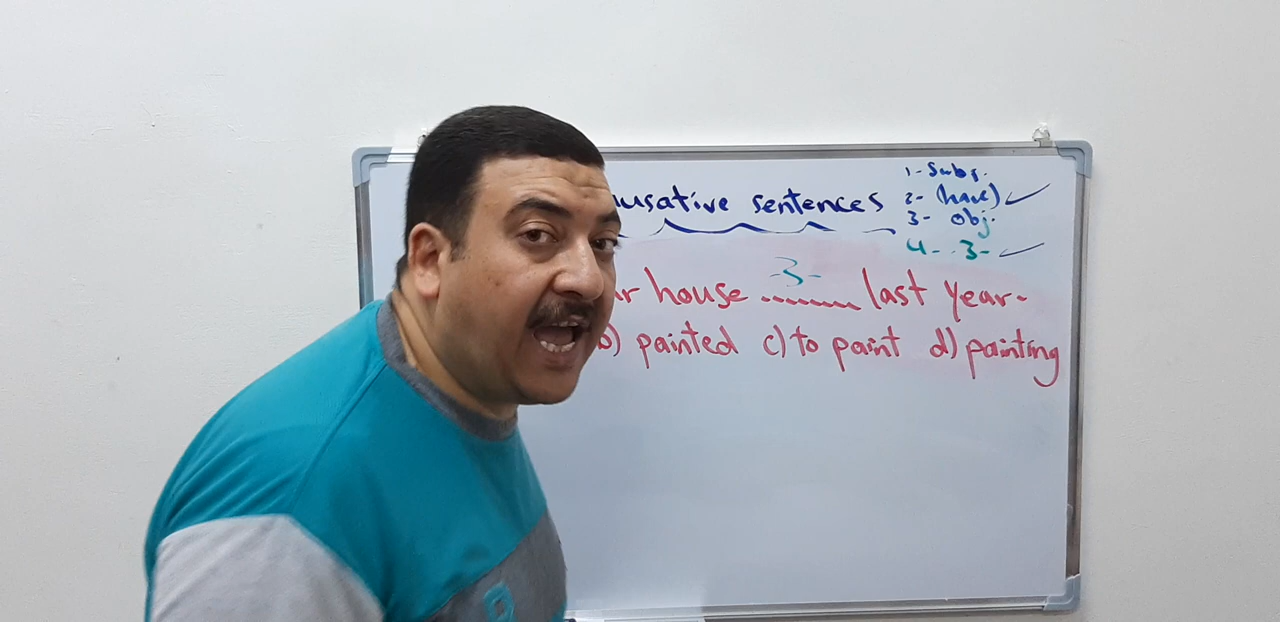 usative sentences
1- Subj.
2- (have)
3- Obj.
4- .3-
-3-
r house ......... last year.
b) painted c) to paint d) painting